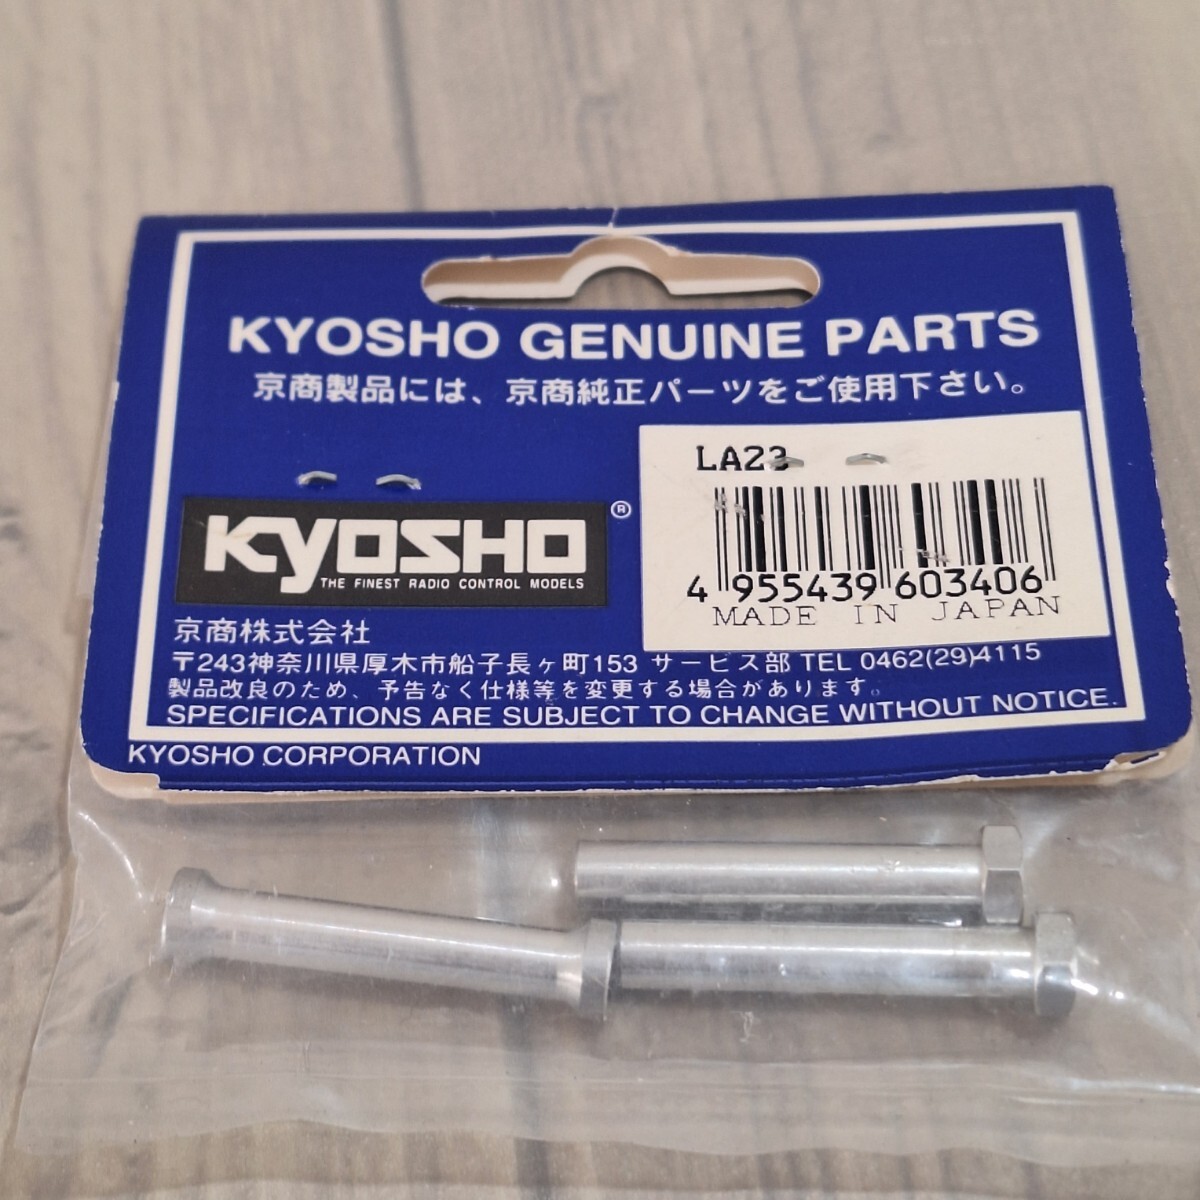 KYOSHO GENUINE PARTS
京商製品には、京商純正パーツをご使用下さい。
LA23
KYOSHO ®
THE FINEST RADIO CONTROL MODELS
4 955439 603406
MADE IN JAPAN
京商株式会社
〒243神奈川県厚木市船子長ヶ町153 サービス部 TEL 0462(29)4115
製品改良のため、予告なく仕様等を変更する場合があります。
SPECIFICATIONS ARE SUBJECT TO CHANGE WITHOUT NOTICE.
KYOSHO CORPORATION